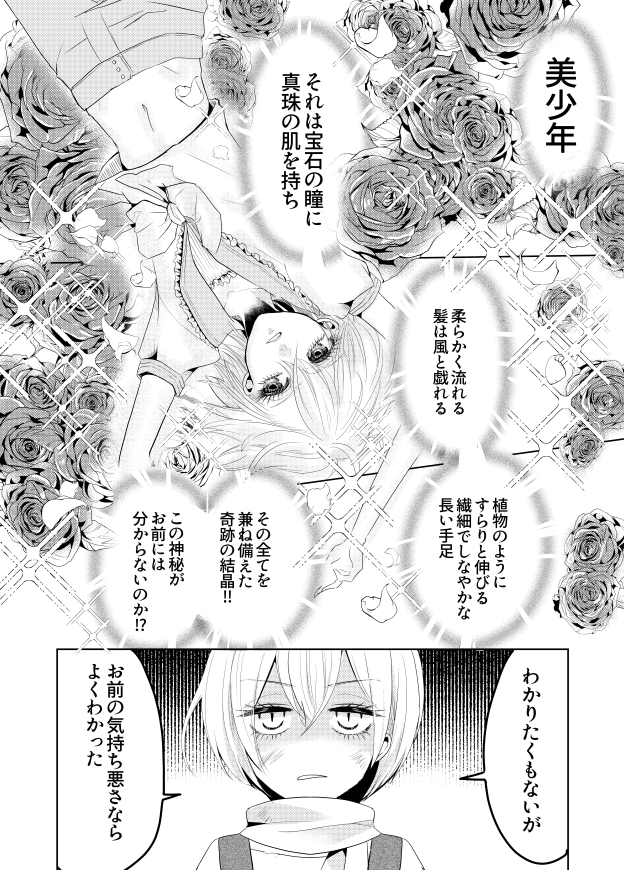 美少年
それは宝石の瞳に
真珠の肌を持ち
柔らかく流れる
髪は風と戯れる
植物のように
すらりと伸びる
繊細でしなやかな
長い手足
その全てを
兼ね備えた
奇跡の結晶!!
この神秘が
お前には
分からないのか!?
わかりたくもないが
お前の気持ち悪さなら
よくわかった